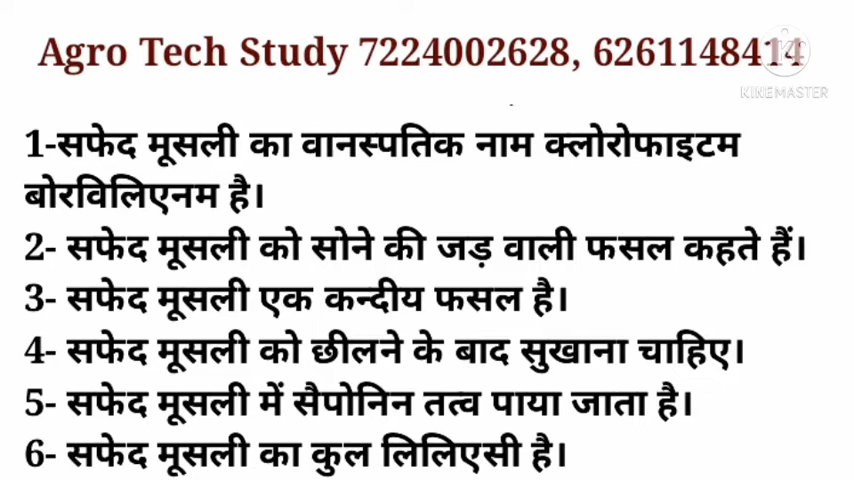 Agro Tech Study 7224002628, 6261148414
KINEMASTER
1-सफेद मूसली का वानस्पतिक नाम क्लोरोफाइटम
बोरविलिएनम है।
2- सफेद मूसली को सोने की जड़ वाली फसल कहते हैं।
3- सफेद मूसली एक कन्दीय फसल है।
4- सफेद मूसली को छीलने के बाद सुखाना चाहिए।
5- सफेद मूसली में सैपोनिन तत्व पाया जाता है।
6- सफेद मूसली का कुल लिलिएसी है।